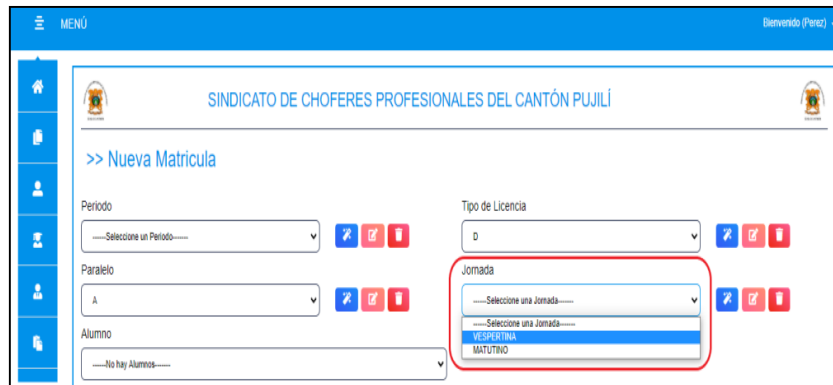 MENÚ
Bienvenido (Perez)
SINDICATO DE CHOFERES PROFESIONALES DEL CANTÓN PUJILÍ
>> Nueva Matricula
Periodo
------Seleccione un Periodo-------
Tipo de Licencia
D
Paralelo
A
Jornada
------Seleccione una Jornada-------
------Seleccione una Jornada-------
VESPERTINA
MATUTINO
Alumno
------No hay Alumnos-------